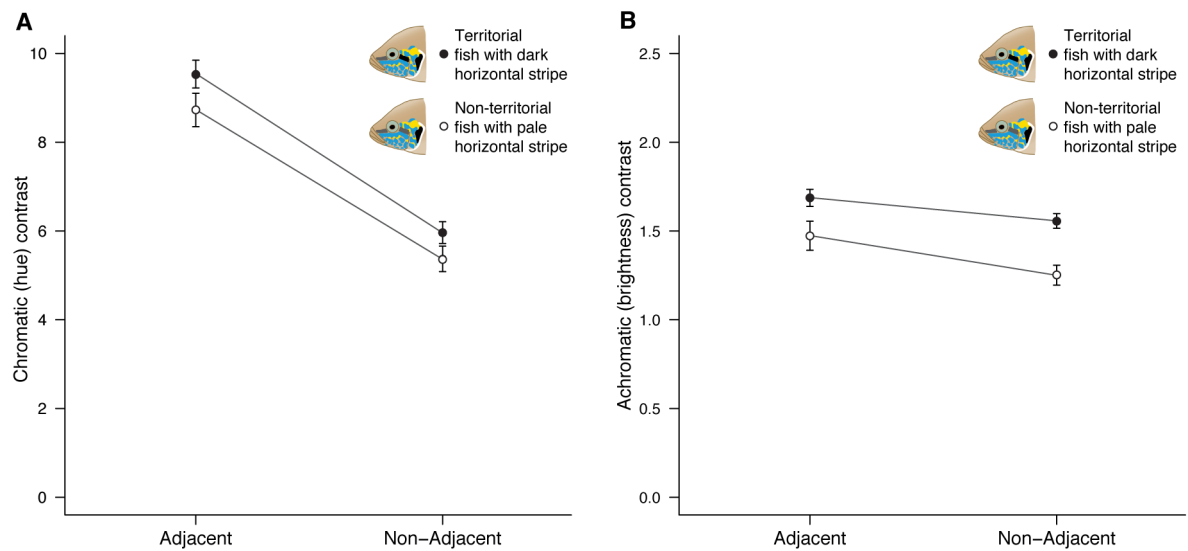 A
Territorial
fish with dark
horizontal stripe
Non-territorial
fish with pale
horizontal stripe
10
8
6
4
2
0
Chromatic (hue) contrast
Adjacent
Non-Adjacent
B
Territorial
fish with dark
horizontal stripe
Non-territorial
fish with pale
horizontal stripe
2.5
2.0
1.5
1.0
0.5
0.0
Achromatic (brightness) contrast
Adjacent
Non-Adjacent